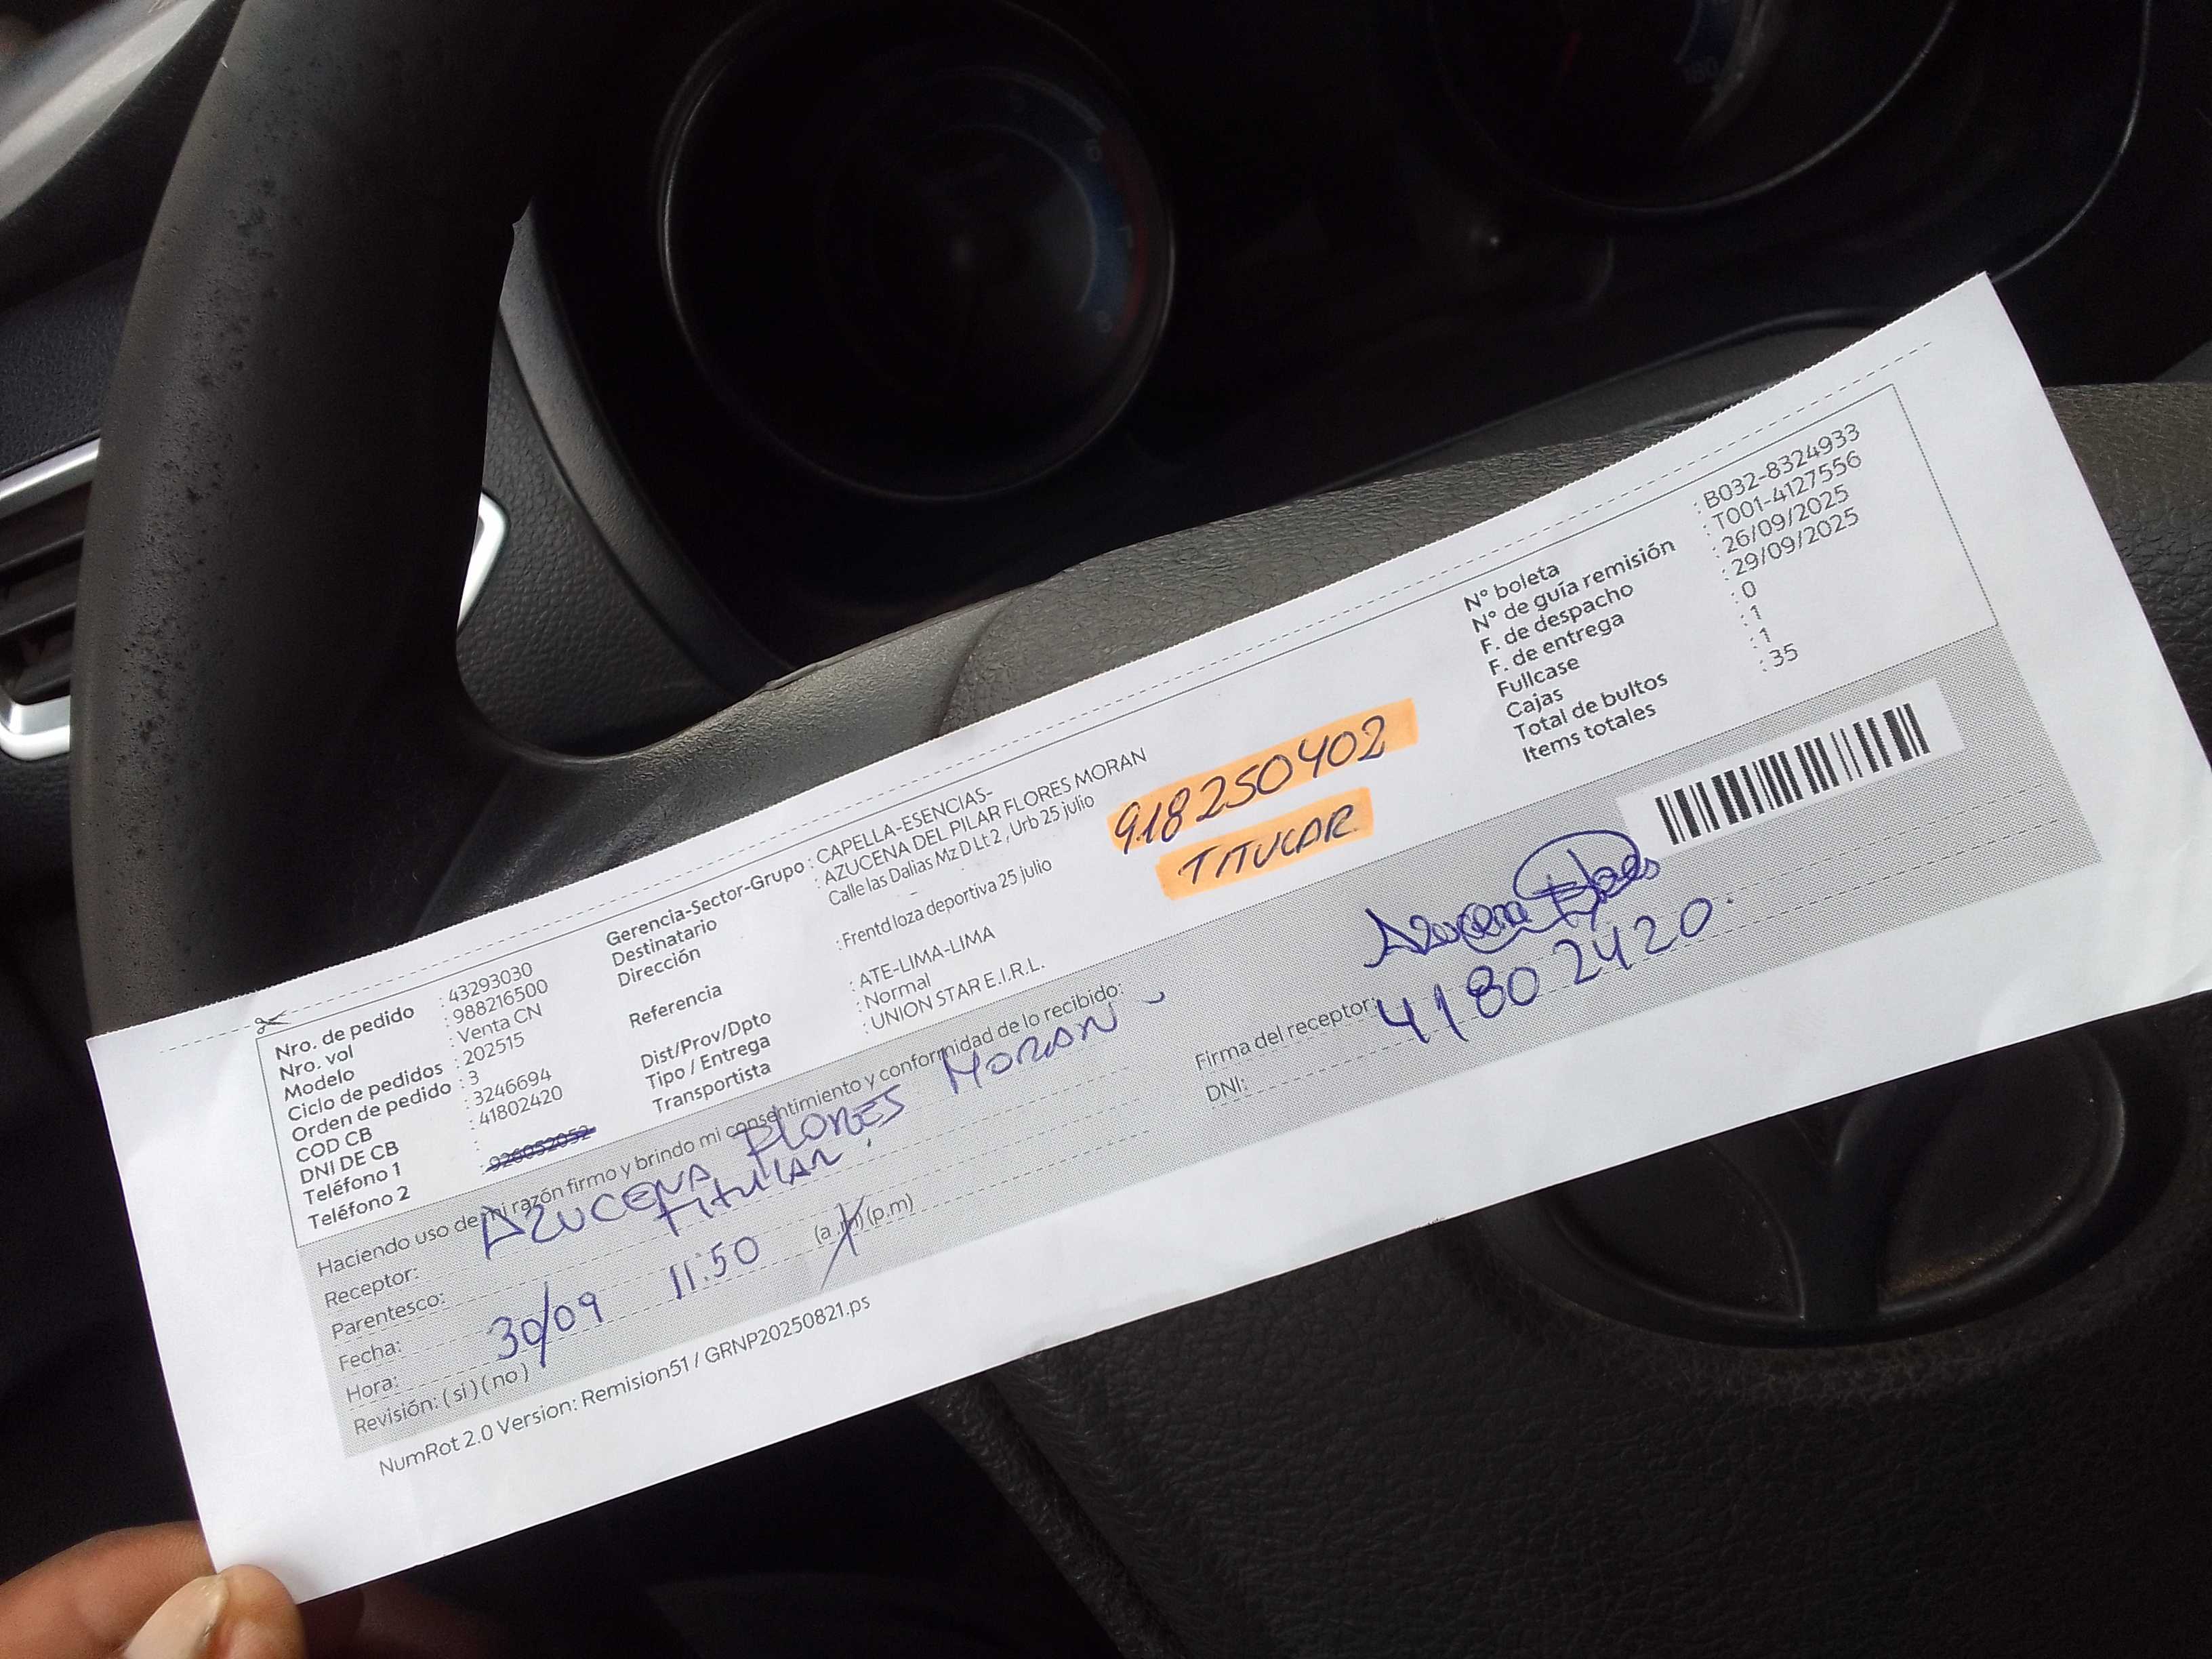 Nro. de pedido : 43293030
Nro. vol : 988216500
Modelo : Venta CN
Ciclo de pedidos : 202515
Orden de pedido : 3
COD CB : 3246694
DNI DE CB : 41802420
Teléfono 1 :
Teléfono 2 : 926052052
Gerencia-Sector-Grupo : CAPELLA-ESENCIAS-
Destinatario : AZUCENA DEL PILAR FLORES MORAN
Dirección Calle las Dalias Mz D Lt 2 , Urb 25 julio
Referencia : Frentd loza deportiva 25 julio
Dist/Prov/Dpto : ATE-LIMA-LIMA
Tipo / Entrega : Normal
Transportista : UNION STAR E.I.R.L.
918250402
TITULAR
N° boleta : B032-8324933
N° de guía remisión : T001-4127556
F. de despacho : 26/09/2025
F. de entrega : 29/09/2025
Fullcase : 0
Cajas : 1
Total de bultos : 1
Items totales : 35
Haciendo uso de mi razón firmo y brindo mi consentimiento y conformidad de lo recibido:
Receptor: AZUCENA FLORES MORAN
Parentesco: TITULAR
Fecha: 30/09
Hora: 11:50 (a.m) (p.m)
Revisión: ( si ) ( no )
Firma del receptor: Azucena Flores
DNI: 41802420
NumRot 2.0 Version: Remision51 / GRNP20250821.ps